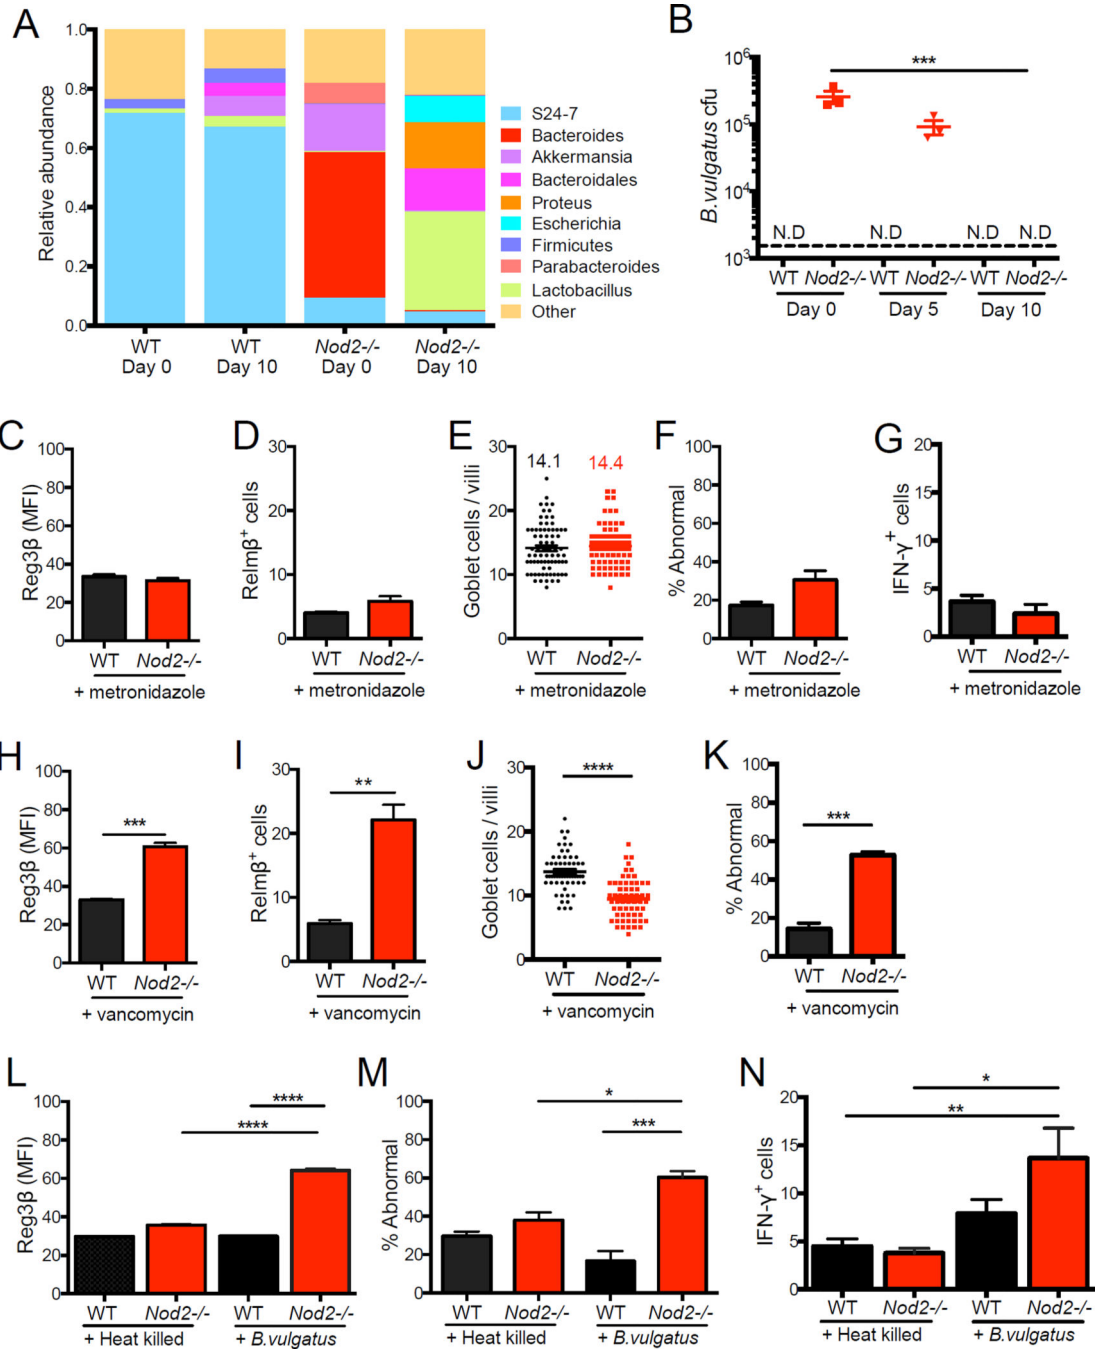 A
Relative abundance
1.0
0.8
0.6
0.4
0.2
0.0
WT
Day 0
WT
Day 10
Nod2-/-
Day 0
Nod2-/-
Day 10
S24-7
Bacteroides
Akkermansia
Bacteroidales
Proteus
Escherichia
Firmicutes
Parabacteroides
Lactobacillus
Other
B
B.vulgatus cfu
10⁶
10⁵
10⁴
10³
***
N.D
N.D
N.D
N.D
WT Nod2-/- WT Nod2-/- WT Nod2-/-
Day 0 Day 5 Day 10
C
Reg3β (MFI)
100
80
60
40
20
0
WT Nod2-/-
+ metronidazole
D
Relmβ⁺ cells
30
20
10
0
WT Nod2-/-
+ metronidazole
E
Goblet cells / villi
30
20
10
0
14.1 14.4
WT Nod2-/-
+ metronidazole
F
% Abnormal
100
80
60
40
20
0
WT Nod2-/-
+ metronidazole
G
IFN-γ⁺ cells
20
15
10
5
0
WT Nod2-/-
+ metronidazole
H
Reg3β (MFI)
100
80
60
40
20
0
***
WT Nod2-/-
+ vancomycin
I
Relmβ⁺ cells
30
20
10
0
**
WT Nod2-/-
+ vancomycin
J
Goblet cells / villi
30
20
10
0
****
WT Nod2-/-
+ vancomycin
K
% Abnormal
100
80
60
40
20
0
***
WT Nod2-/-
+ vancomycin
L
Reg3β (MFI)
100
80
60
40
20
0
****
****
WT Nod2-/- WT Nod2-/-
+ Heat killed + B.vulgatus
M
% Abnormal
100
80
60
40
20
0
*
***
WT Nod2-/- WT Nod2-/-
+ Heat killed + B.vulgatus
N
IFN-γ⁺ cells
20
15
10
5
0
*
**
WT Nod2-/- WT Nod2-/-
+ Heat killed + B.vulgatus